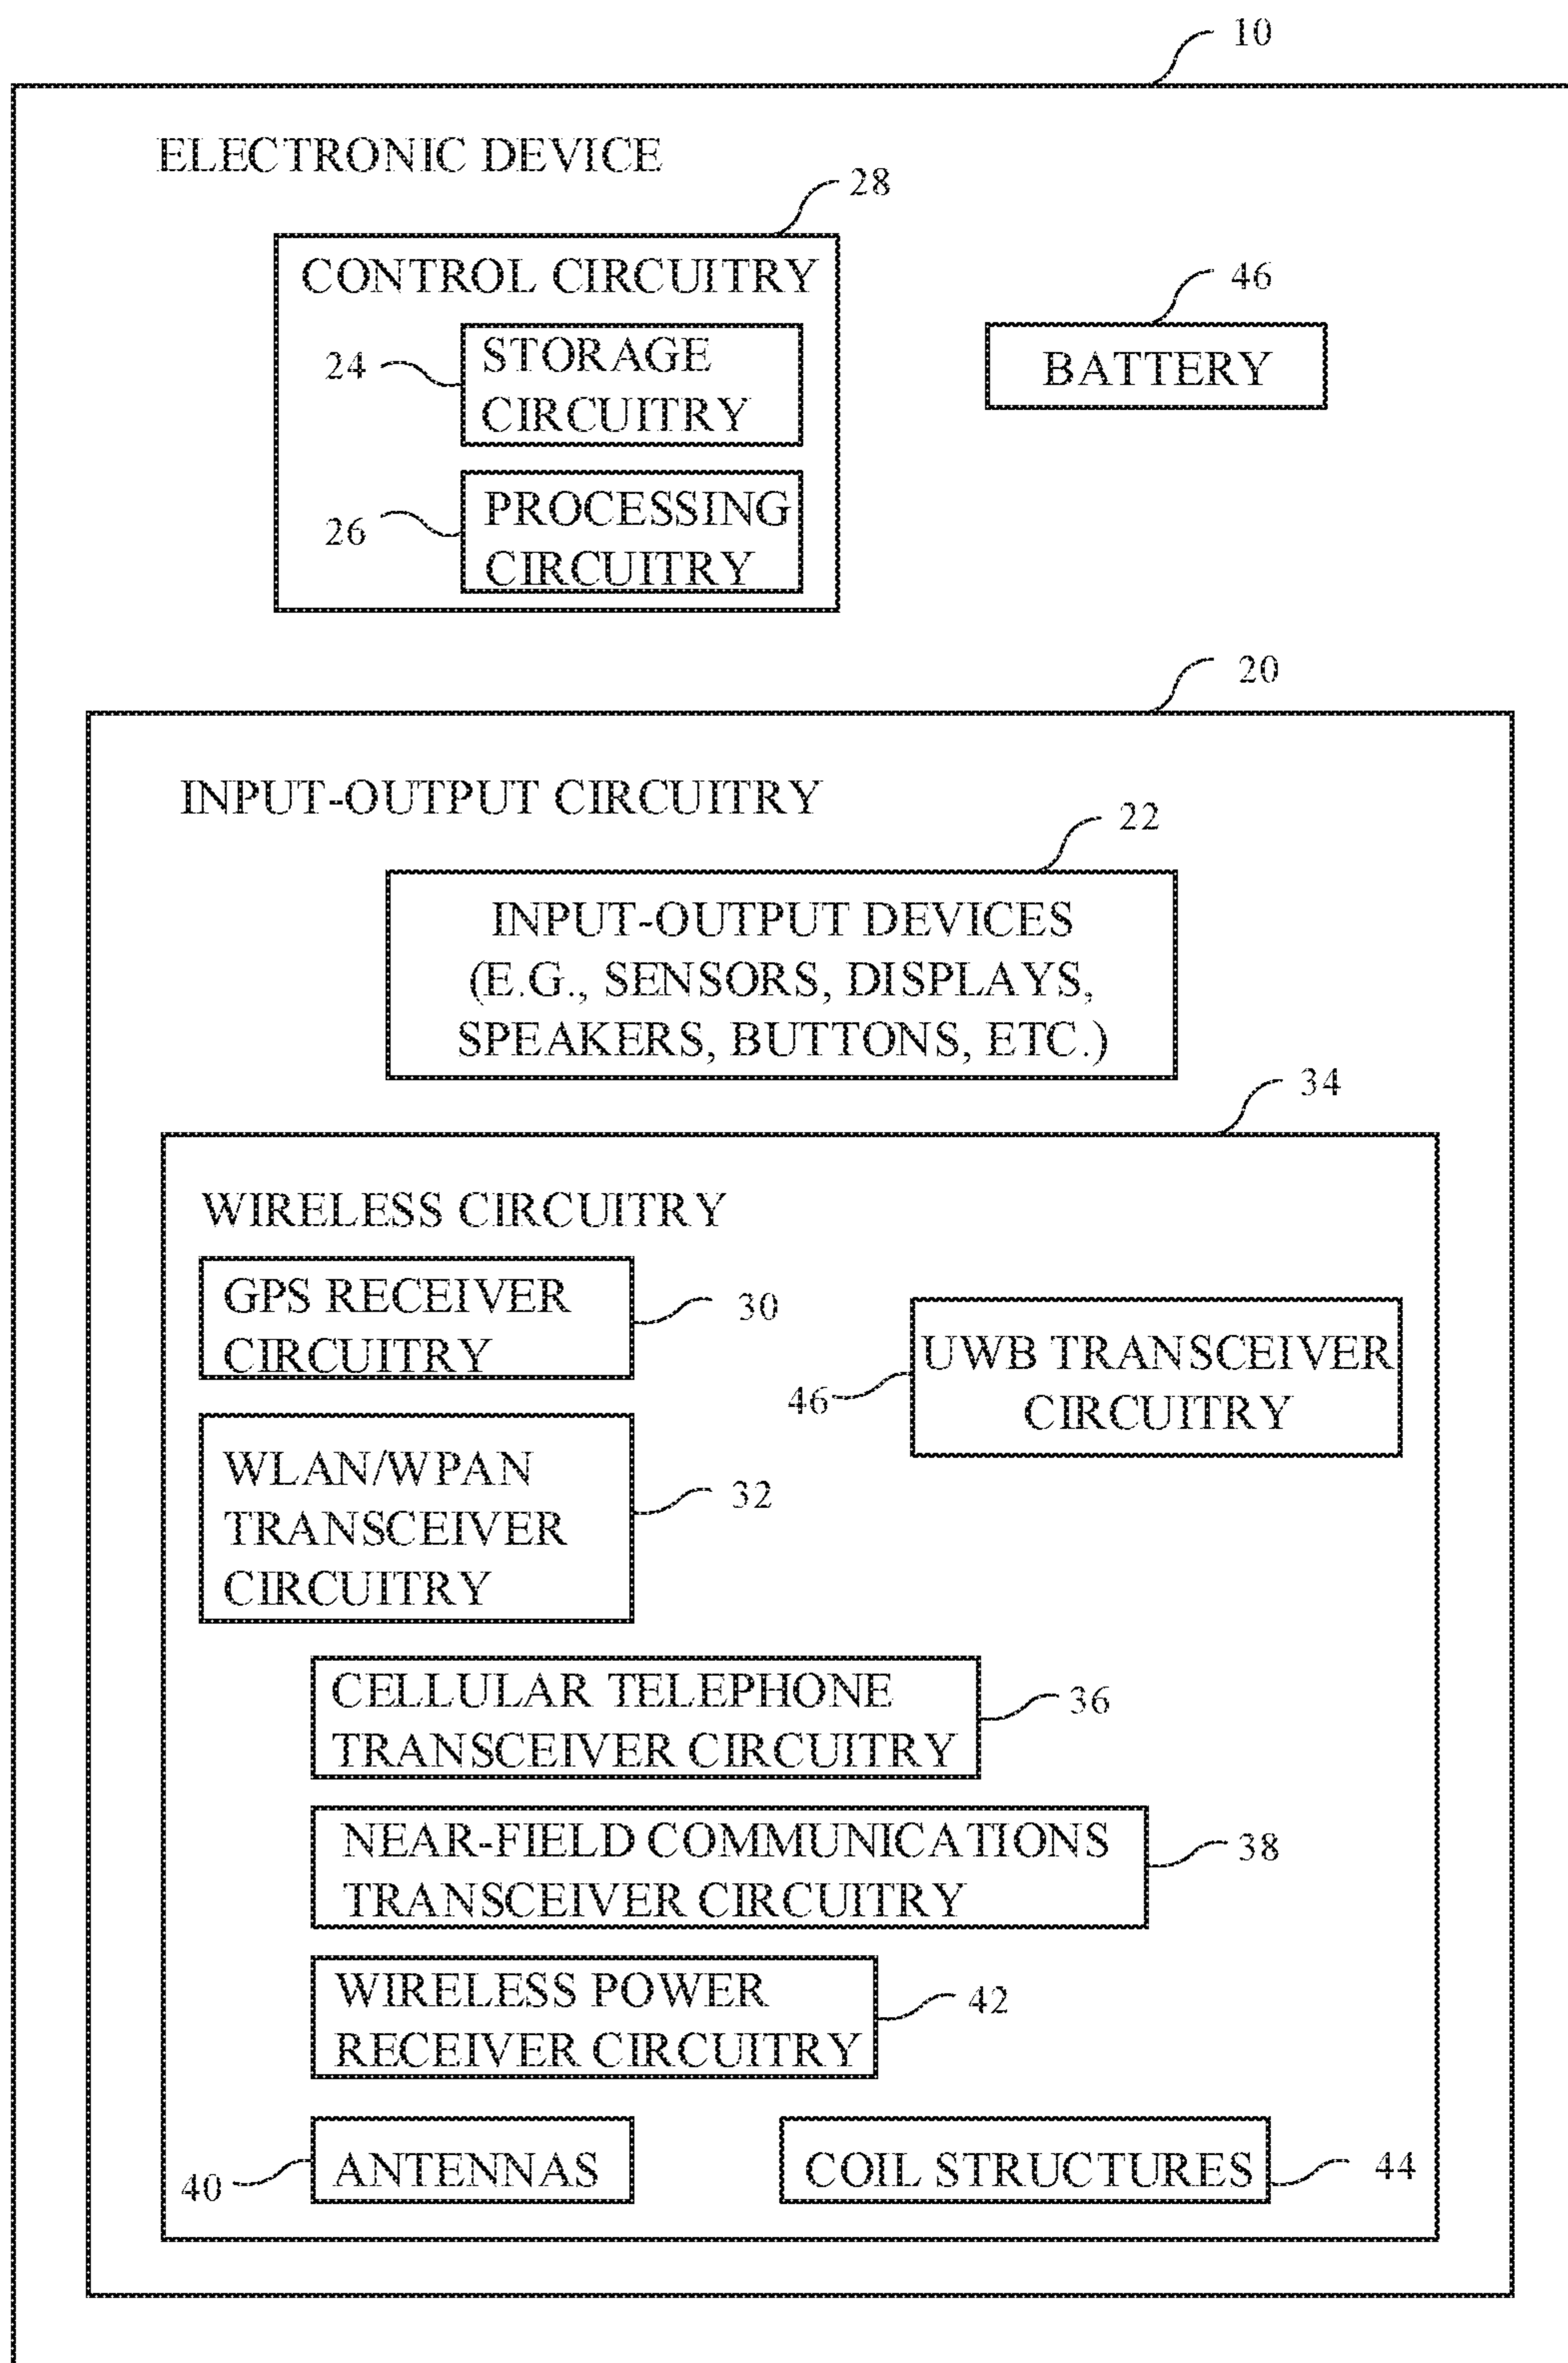 10
ELECTRONIC DEVICE
28
CONTROL CIRCUITRY
46
24
STORAGE
CIRCUITRY
BATTERY
26
PROCESSING
CIRCUITRY
20
INPUT-OUTPUT CIRCUITRY
22
INPUT-OUTPUT DEVICES
(E.G., SENSORS, DISPLAYS,
SPEAKERS, BUTTONS, ETC.)
34
WIRELESS CIRCUITRY
GPS RECEIVER
CIRCUITRY
30
UWB TRANSCEIVER
CIRCUITRY
46
WLAN/WPAN
TRANSCEIVER
CIRCUITRY
32
CELLULAR TELEPHONE
TRANSCEIVER CIRCUITRY
36
NEAR-FIELD COMMUNICATIONS
TRANSCEIVER CIRCUITRY
38
WIRELESS POWER
RECEIVER CIRCUITRY
42
40
ANTENNAS
COIL STRUCTURES
44